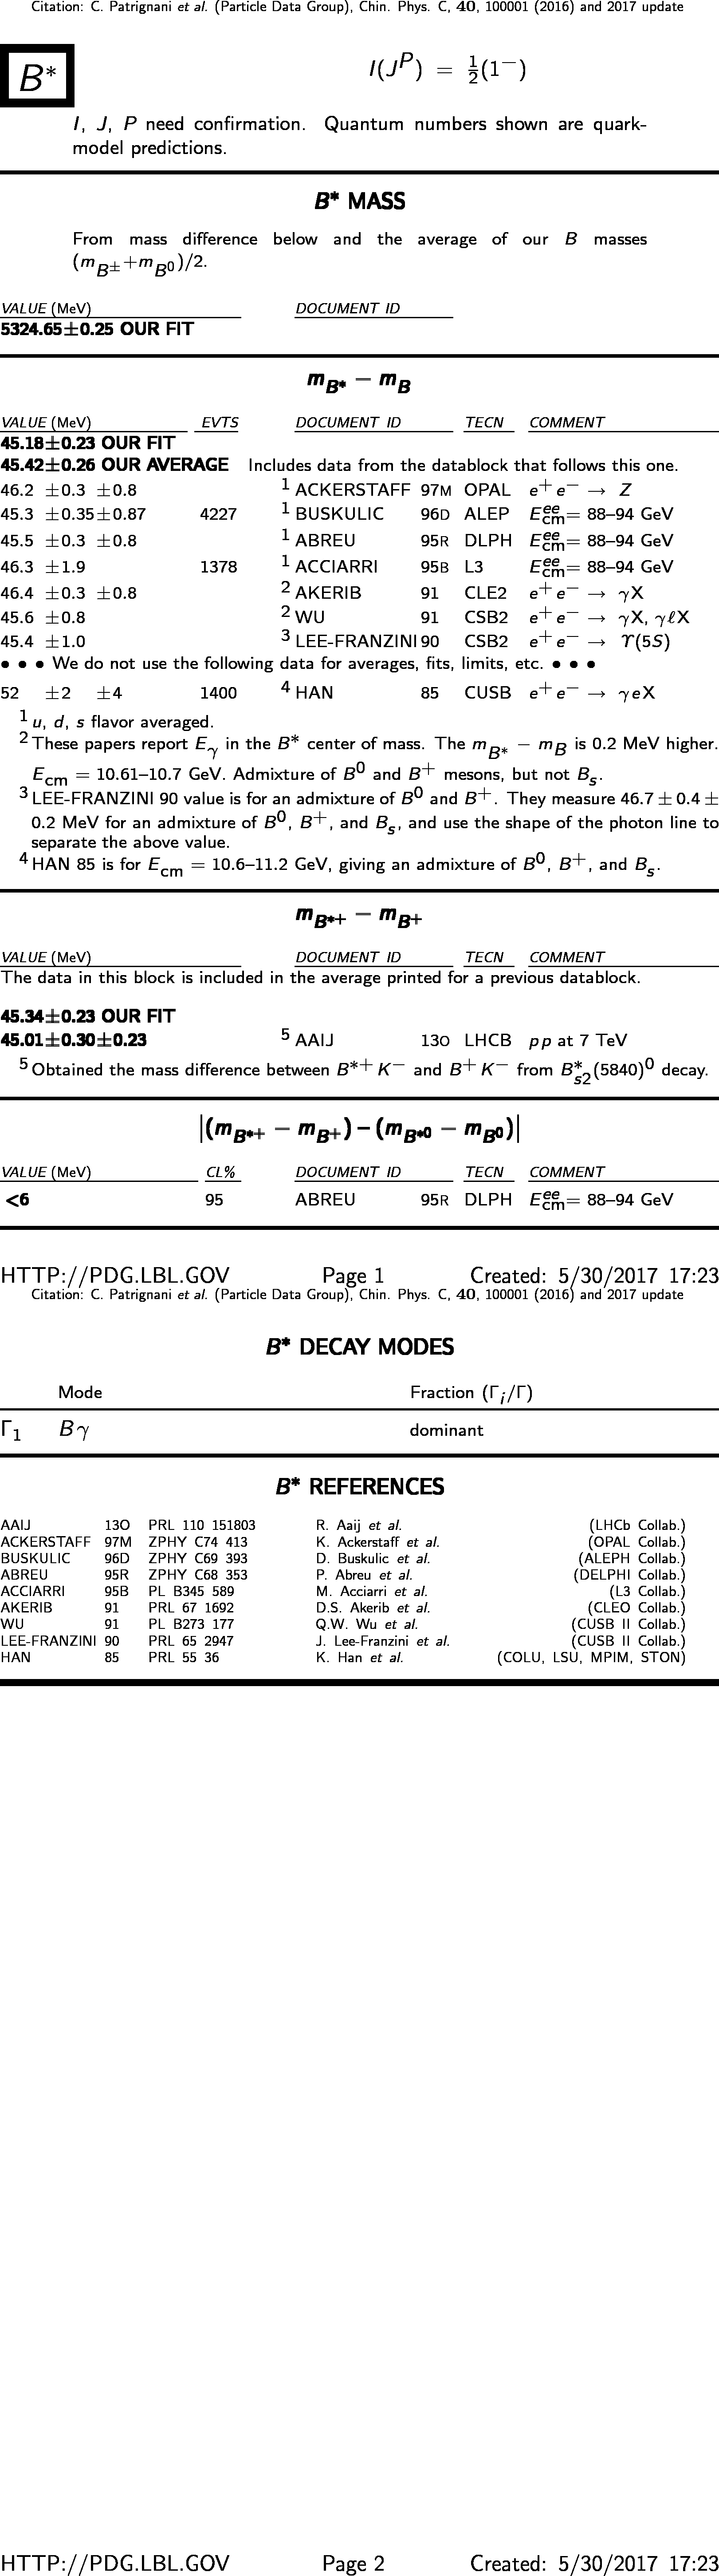 Citation: C. Patrignani et al. (Particle Data Group), Chin. Phys. C, 40, 100001 (2016) and 2017 update
B* I(J^P) = 1/2(1^−)
I, J, P need confirmation. Quantum numbers shown are quark-
model predictions.
B* MASS
From mass difference below and the average of our B masses
(m_{B±}+m_{B^0})/2.
VALUE (MeV) DOCUMENT ID
5324.65±0.25 OUR FIT
m_{B*} − m_B
VALUE (MeV) EVTS DOCUMENT ID TECN COMMENT
45.18±0.23 OUR FIT
45.42±0.26 OUR AVERAGE Includes data from the datablock that follows this one.
46.2 ±0.3 ±0.8 1 ACKERSTAFF 97M OPAL e^+ e^− → Z
45.3 ±0.35±0.87 4227 1 BUSKULIC 96D ALEP E^{ee}_{cm}= 88–94 GeV
45.5 ±0.3 ±0.8 1 ABREU 95R DLPH E^{ee}_{cm}= 88–94 GeV
46.3 ±1.9 1378 1 ACCIARRI 95B L3 E^{ee}_{cm}= 88–94 GeV
46.4 ±0.3 ±0.8 2 AKERIB 91 CLE2 e^+ e^− → γX
45.6 ±0.8 2 WU 91 CSB2 e^+ e^− → γX, γℓX
45.4 ±1.0 3 LEE-FRANZINI 90 CSB2 e^+ e^− → ϒ(5S)
• • • We do not use the following data for averages, fits, limits, etc. • • •
52 ±2 ±4 1400 4 HAN 85 CUSB e^+ e^− → γeX
1 u, d, s flavor averaged.
2 These papers report E_γ in the B* center of mass. The m_{B*} − m_B is 0.2 MeV higher.
E_cm = 10.61–10.7 GeV. Admixture of B^0 and B^+ mesons, but not B_s.
3 LEE-FRANZINI 90 value is for an admixture of B^0 and B^+. They measure 46.7±0.4±
0.2 MeV for an admixture of B^0, B^+, and B_s, and use the shape of the photon line to
separate the above value.
4 HAN 85 is for E_cm = 10.6–11.2 GeV, giving an admixture of B^0, B^+, and B_s.
m_{B*+} − m_{B+}
VALUE (MeV) DOCUMENT ID TECN COMMENT
The data in this block is included in the average printed for a previous datablock.
45.34±0.23 OUR FIT
45.01±0.30±0.23 5 AAIJ 13O LHCB pp at 7 TeV
5 Obtained the mass difference between B*^+ K^− and B^+ K^− from B*_{s2}(5840)^0 decay.
|(m_{B*+} − m_{B+}) – (m_{B*0} − m_{B0})|
VALUE (MeV) CL% DOCUMENT ID TECN COMMENT
<6 95 ABREU 95R DLPH E^{ee}_{cm}= 88–94 GeV
HTTP://PDG.LBL.GOV Page 1 Created: 5/30/2017 17:23
Citation: C. Patrignani et al. (Particle Data Group), Chin. Phys. C, 40, 100001 (2016) and 2017 update
B* DECAY MODES
Mode Fraction (Γ_i/Γ)
Γ_1 Bγ dominant
B* REFERENCES
AAIJ 13O PRL 110 151803 R. Aaij et al. (LHCb Collab.)
ACKERSTAFF 97M ZPHY C74 413 K. Ackerstaff et al. (OPAL Collab.)
BUSKULIC 96D ZPHY C69 393 D. Buskulic et al. (ALEPH Collab.)
ABREU 95R ZPHY C68 353 P. Abreu et al. (DELPHI Collab.)
ACCIARRI 95B PL B345 589 M. Acciarri et al. (L3 Collab.)
AKERIB 91 PRL 67 1692 D.S. Akerib et al. (CLEO Collab.)
WU 91 PL B273 177 Q.W. Wu et al. (CUSB II Collab.)
LEE-FRANZINI 90 PRL 65 2947 J. Lee-Franzini et al. (CUSB II Collab.)
HAN 85 PRL 55 36 K. Han et al. (COLU, LSU, MPIM, STON)
HTTP://PDG.LBL.GOV Page 2 Created: 5/30/2017 17:23